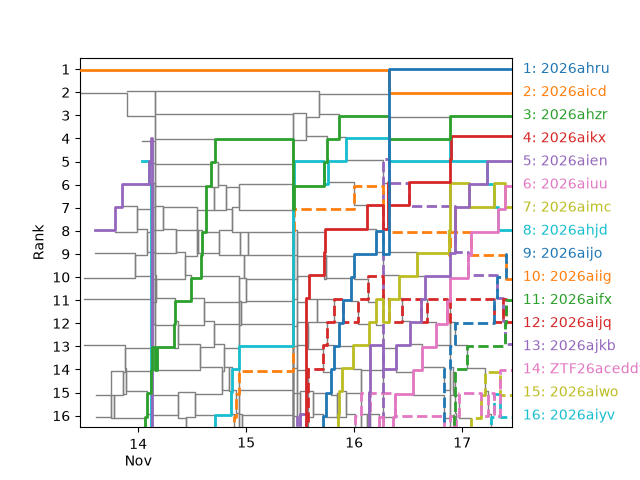 1
2
3
4
5
6
7
8
9
10
11
12
13
14
15
16
Rank
14
15
16
17
Nov
1: 2026ahru
2: 2026aicd
3: 2026ahzr
4: 2026aikx
5: 2026aien
6: 2026aiuu
7: 2026aimc
8: 2026ahjd
9: 2026aijo
10: 2026aiig
11: 2026aifx
12: 2026aijq
13: 2026ajkb
14: ZTF26acedd
15: 2026aiwo
16: 2026aiyv